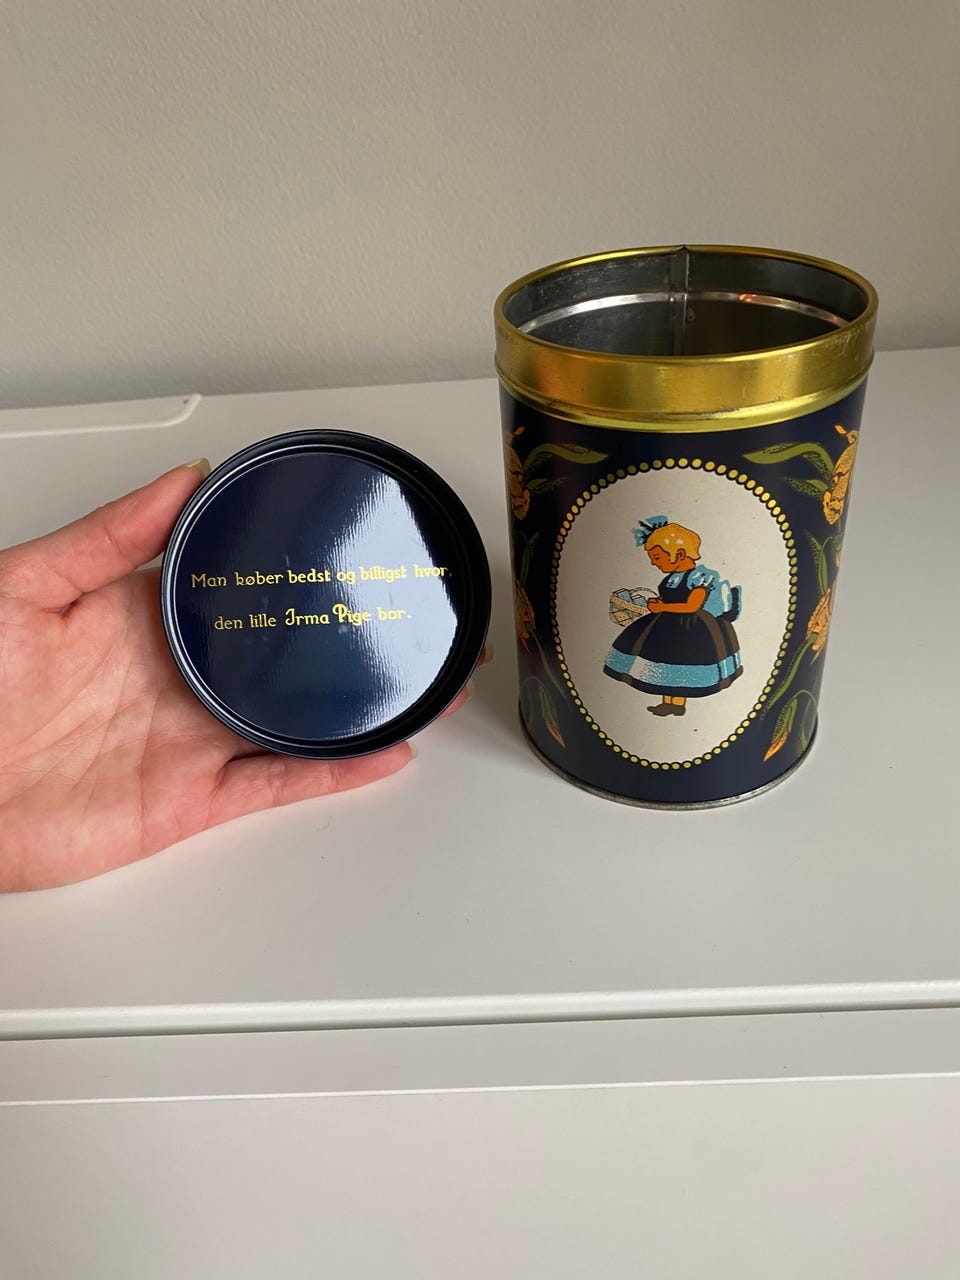 Man køber bedst og billigst hvor,
den lille Irma Pige bor.